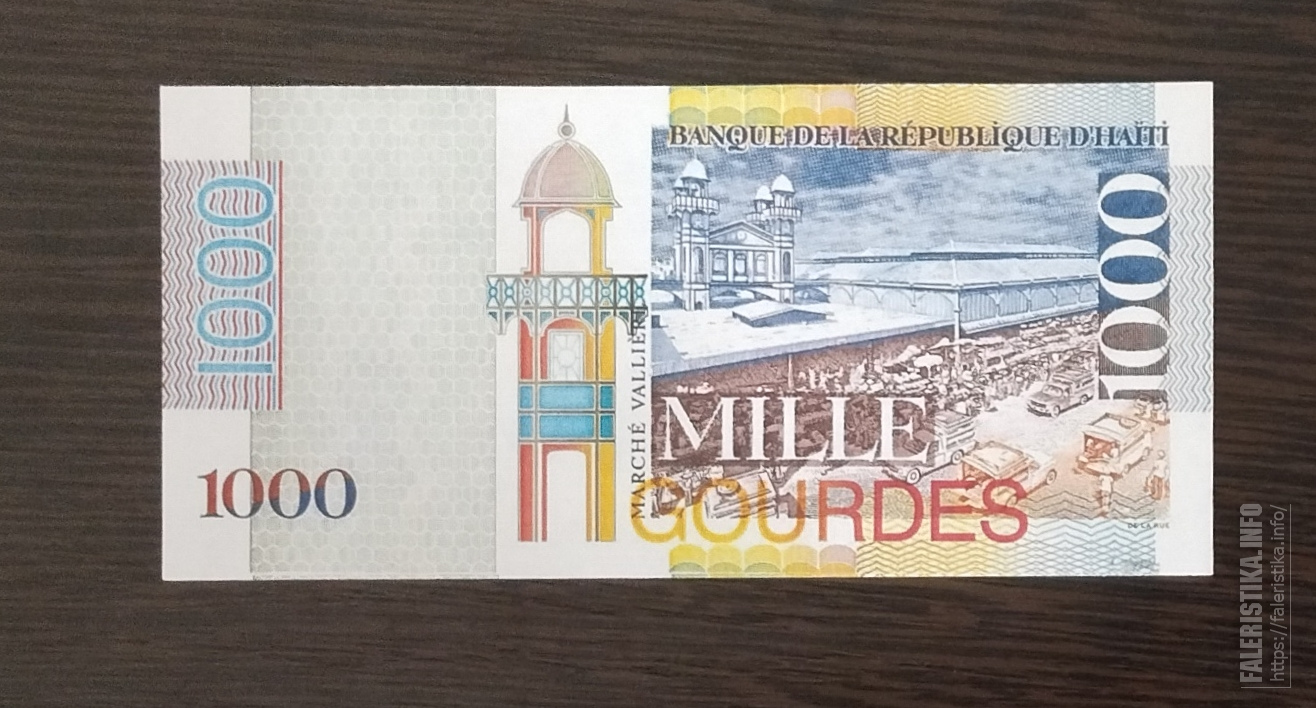 BANQUE DE LA RÉPUBLIQUE D'HAÏTI
1000
1000
MARCHÉ VALLIÈRE
MILLE
GOURDES
1000
DE LA RUE
FALERISTIKA.INFO
https://faleristika.info/